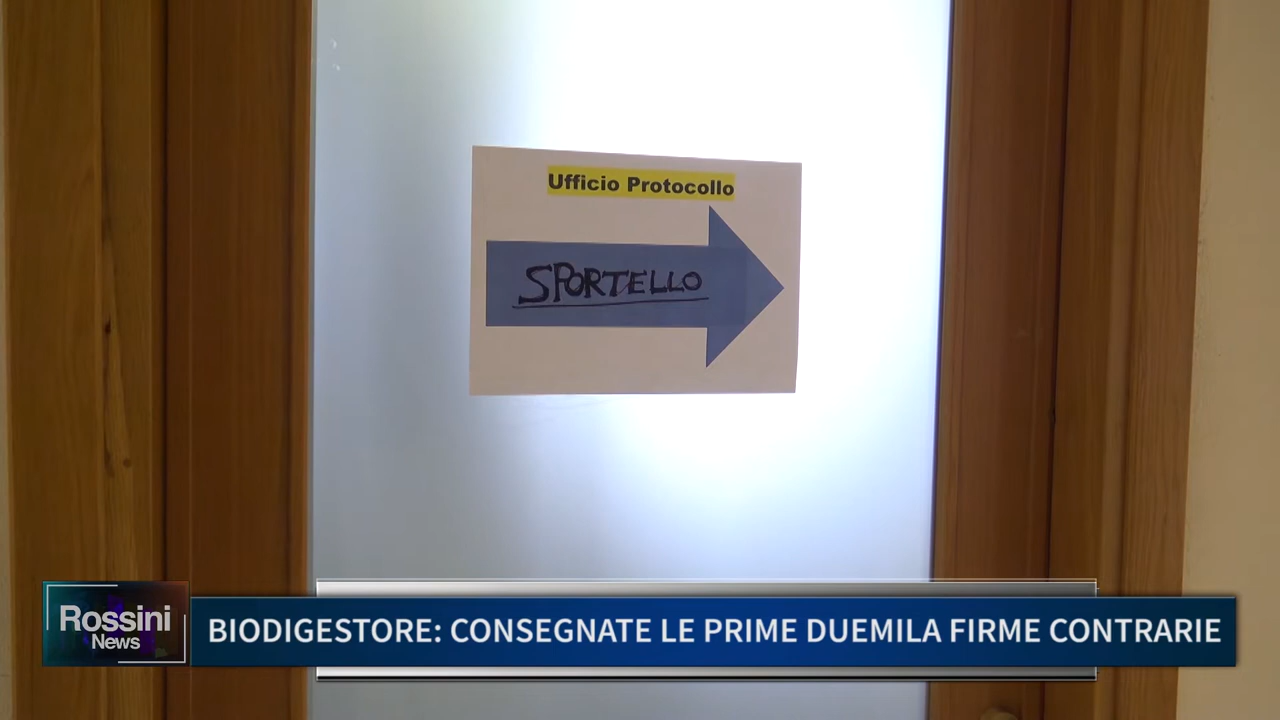 Ufficio Protocollo
SPORTELLO
Rossini
News
BIODIGESTORE: CONSEGNATE LE PRIME DUEMILA FIRME CONTRARIE